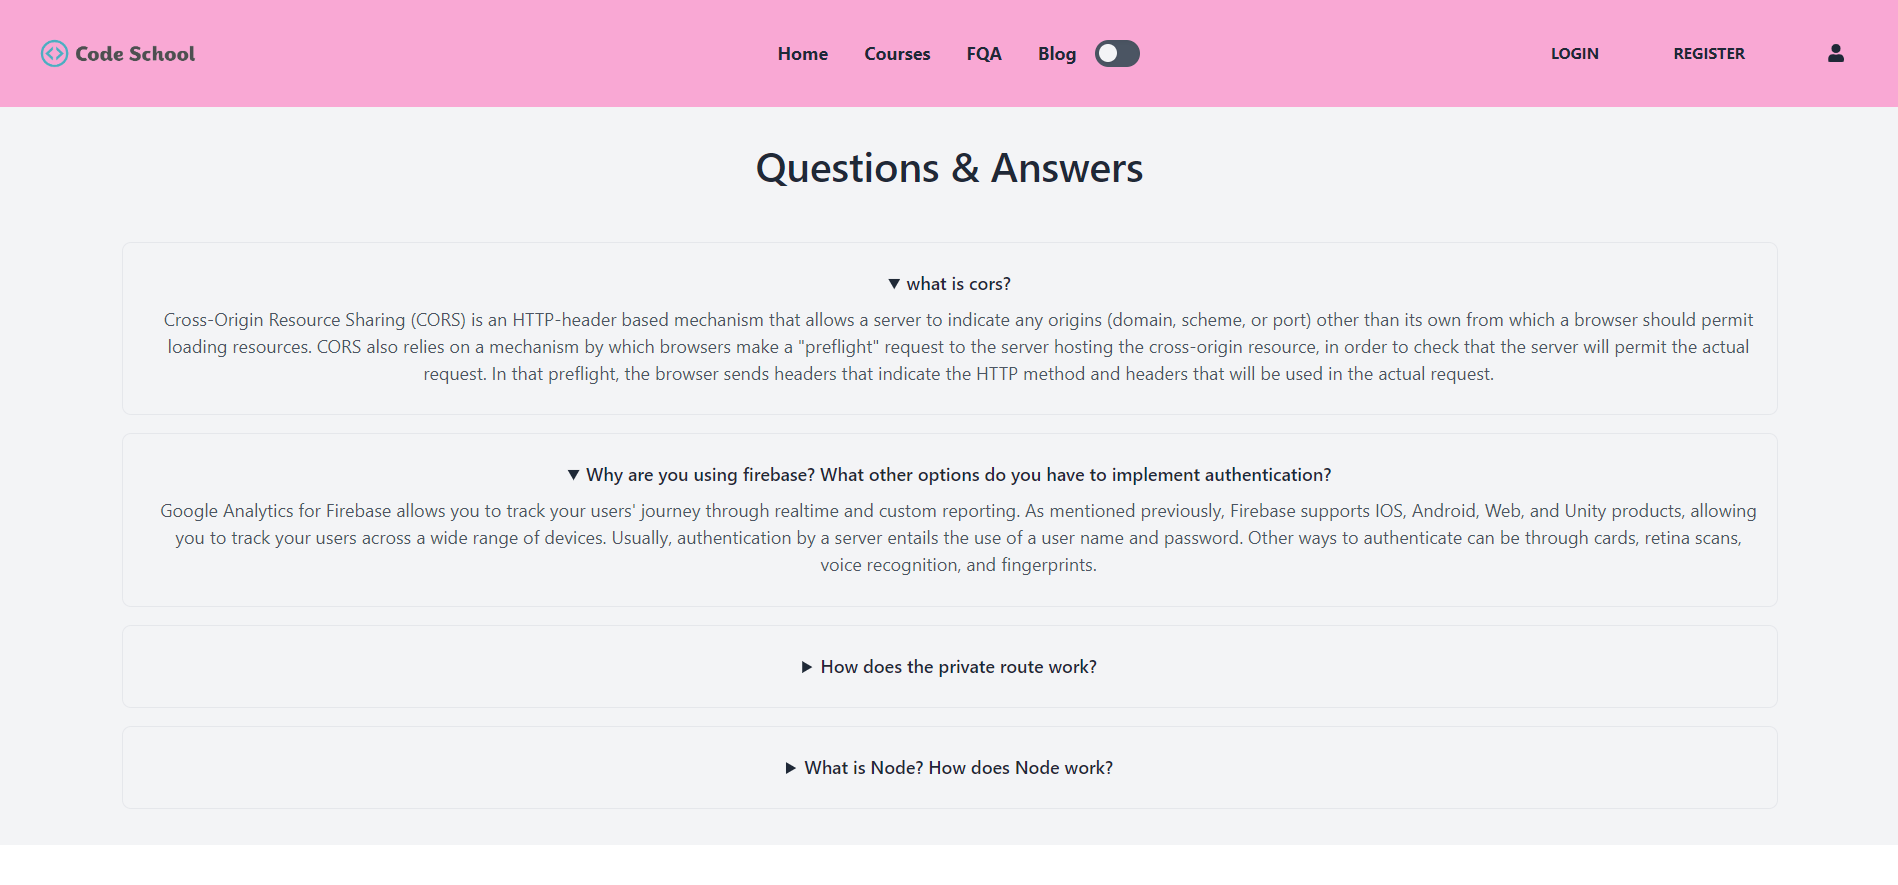 Code School
Home Courses FQA Blog
LOGIN REGISTER
Questions & Answers
what is cors?
Cross-Origin Resource Sharing (CORS) is an HTTP-header based mechanism that allows a server to indicate any origins (domain, scheme, or port) other than its own from which a browser should permit
loading resources. CORS also relies on a mechanism by which browsers make a "preflight" request to the server hosting the cross-origin resource, in order to check that the server will permit the actual
request. In that preflight, the browser sends headers that indicate the HTTP method and headers that will be used in the actual request.
Why are you using firebase? What other options do you have to implement authentication?
Google Analytics for Firebase allows you to track your users' journey through realtime and custom reporting. As mentioned previously, Firebase supports IOS, Android, Web, and Unity products, allowing
you to track your users across a wide range of devices. Usually, authentication by a server entails the use of a user name and password. Other ways to authenticate can be through cards, retina scans,
voice recognition, and fingerprints.
How does the private route work?
What is Node? How does Node work?